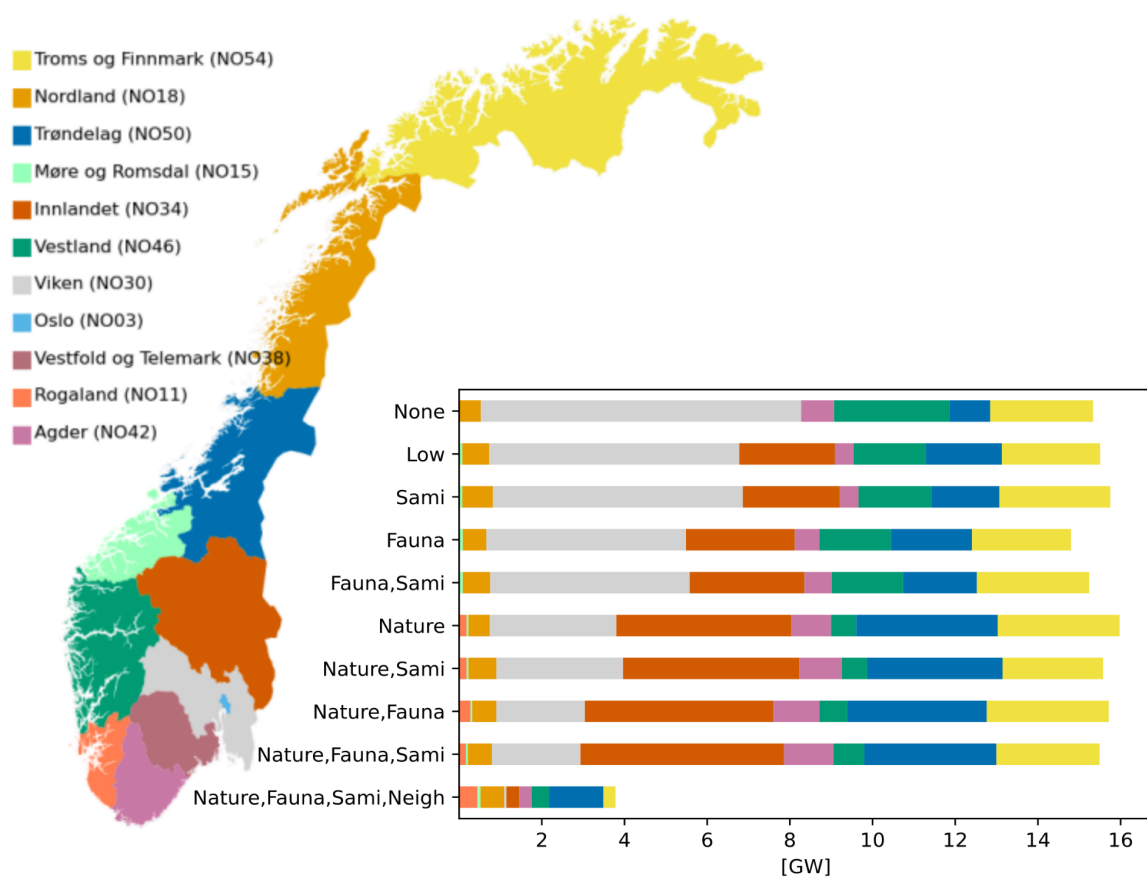 Troms og Finnmark (NO54)
Nordland (NO18)
Trøndelag (NO50)
Møre og Romsdal (NO15)
Innlandet (NO34)
Vestland (NO46)
Viken (NO30)
Oslo (NO03)
Vestfold og Telemark (NO38)
Rogaland (NO11)
Agder (NO42)
None
Low
Sami
Fauna
Fauna,Sami
Nature
Nature,Sami
Nature,Fauna
Nature,Fauna,Sami
Nature,Fauna,Sami,Neigh
2 4 6 8 10 12 14 16
[GW]